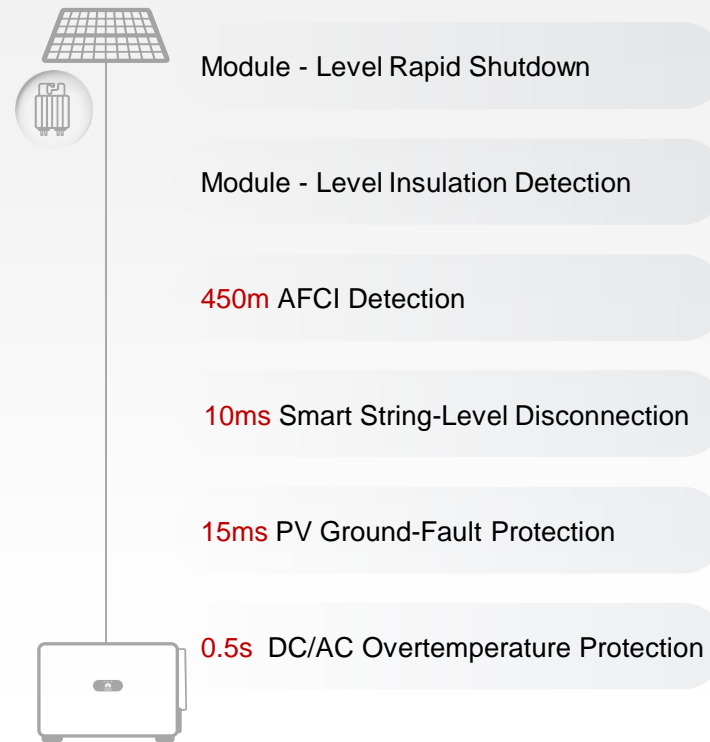 Module - Level Rapid Shutdown
Module - Level Insulation Detection
450m AFCI Detection
10ms Smart String-Level Disconnection
15ms PV Ground-Fault Protection
0.5s DC/AC Overtemperature Protection